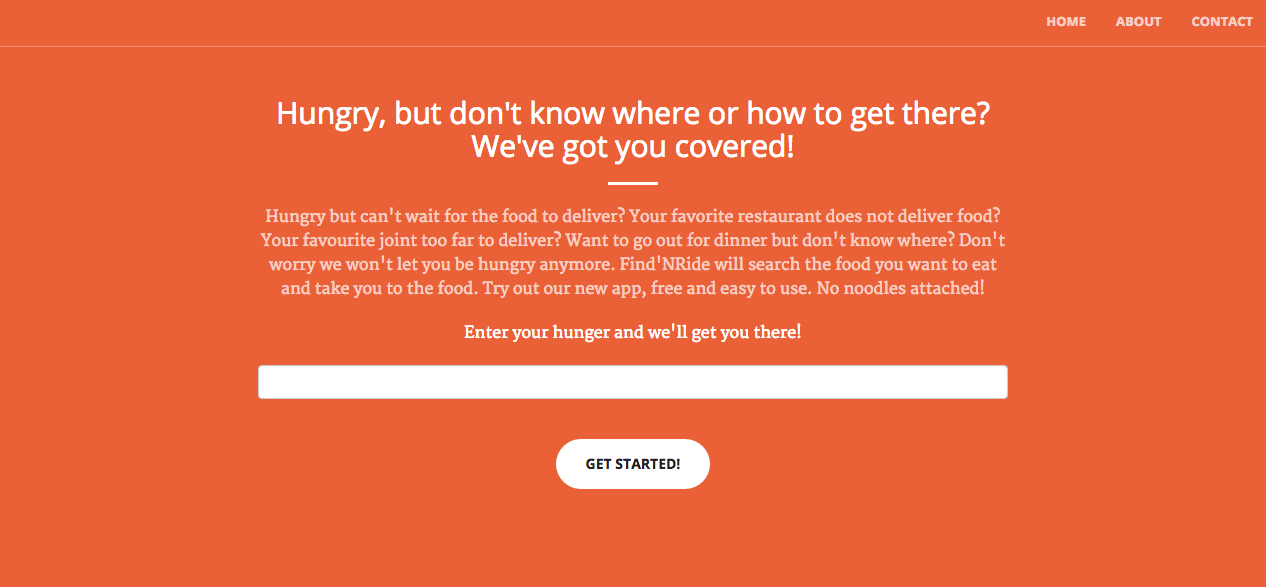 HOME ABOUT CONTACT
Hungry, but don't know where or how to get there?
We've got you covered!
Hungry but can't wait for the food to deliver? Your favorite restaurant does not deliver food?
Your favourite joint too far to deliver? Want to go out for dinner but don't know where? Don't
worry we won't let you be hungry anymore. Find'NRide will search the food you want to eat
and take you to the food. Try out our new app, free and easy to use. No noodles attached!
Enter your hunger and we'll get you there!
GET STARTED!